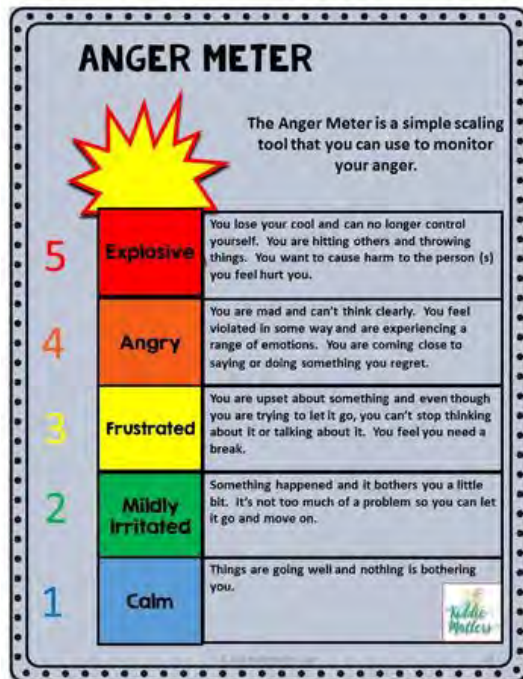 ANGER METER
The Anger Meter is a simple scaling
tool that you can use to monitor
your anger.
5
Explosive
You lose your cool and can no longer control
yourself. You are hitting others and throwing
things. You want to cause harm to the person (s)
you feel hurt you.
4
Angry
You are mad and can't think clearly. You feel
violated in some way and are experiencing a
range of emotions. You are coming close to
saying or doing something you regret.
3
Frustrated
You are upset about something and even though
you are trying to let it go, you can't stop thinking
about it or talking about it. You feel you need a
break.
2
Mildly
Irritated
Something happened and it bothers you a little
bit. It's not too much of a problem so you can let
it go and move on.
1
Calm
Things are going well and nothing is bothering
you.
Kiddie
Matters